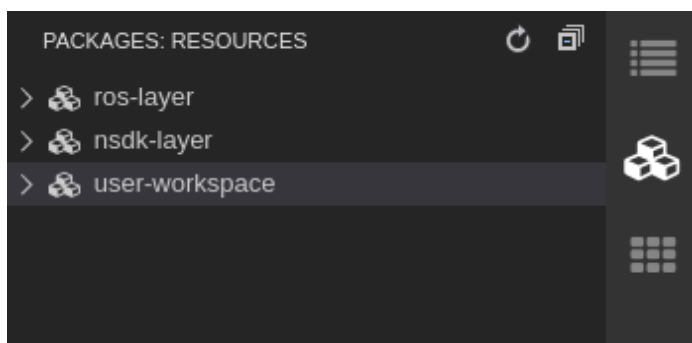 PACKAGES: RESOURCES
ros-layer
nsdk-layer
user-workspace